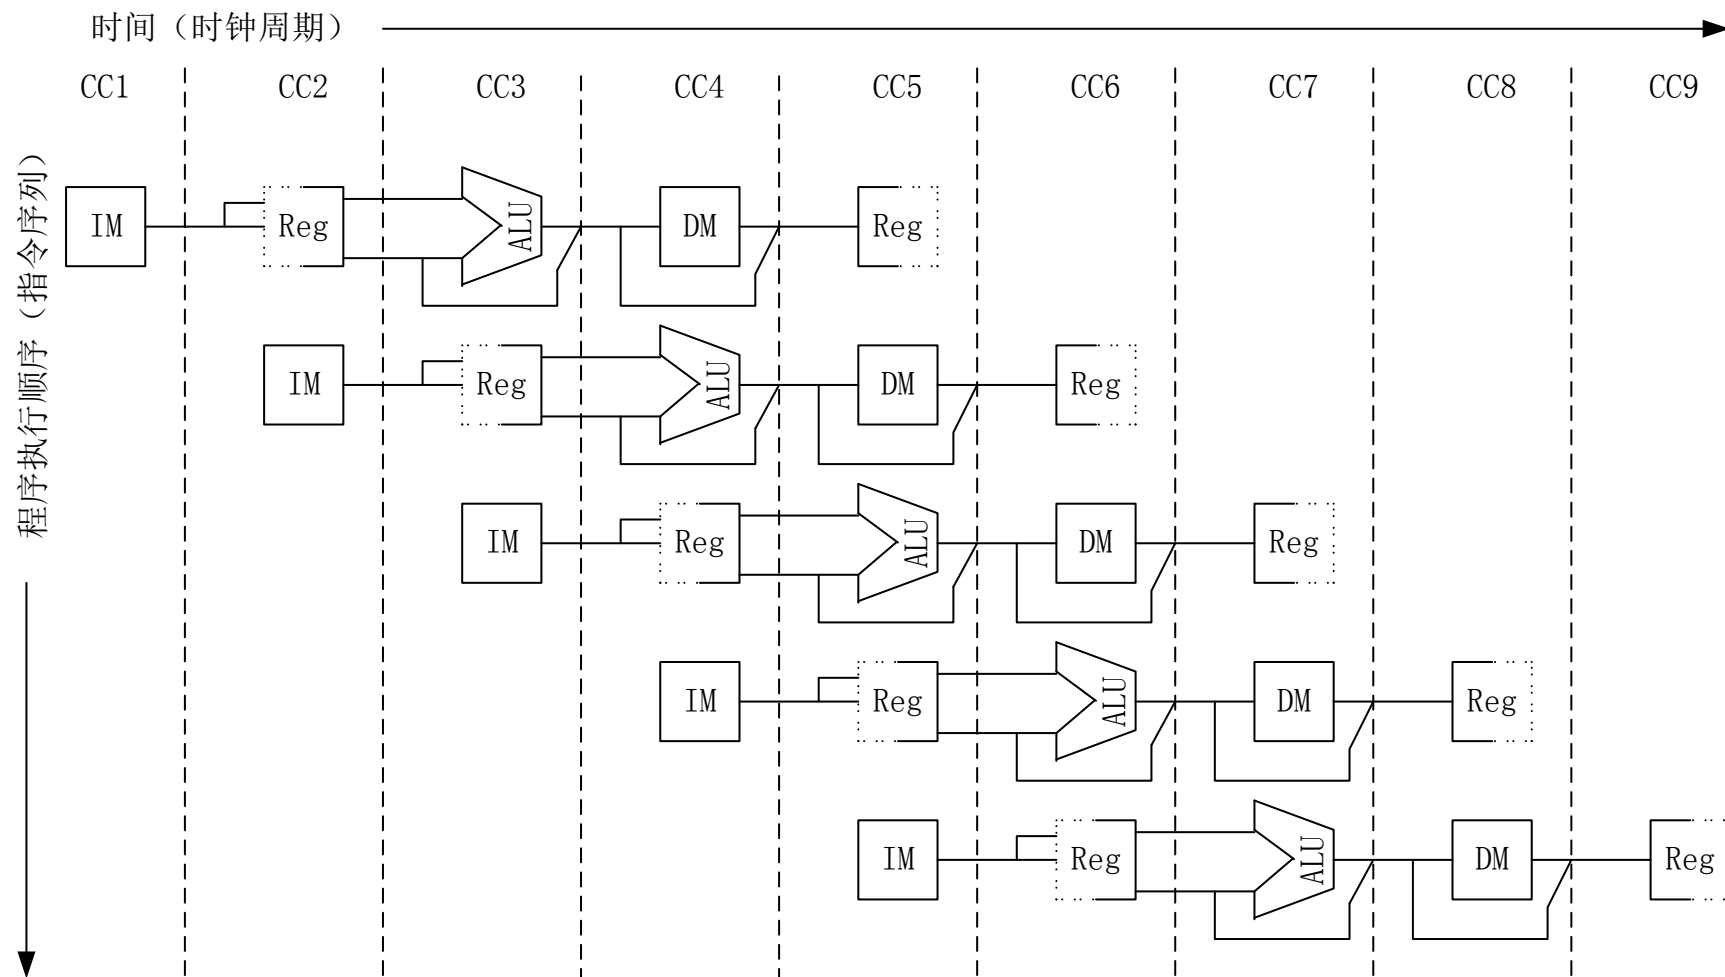 时间（时钟周期）
CC1 CC2 CC3 CC4 CC5 CC6 CC7 CC8 CC9
程序执行顺序（指令序列）
IM Reg ALU DM Reg
IM Reg ALU DM Reg
IM Reg ALU DM Reg
IM Reg ALU DM Reg
IM Reg ALU DM Reg